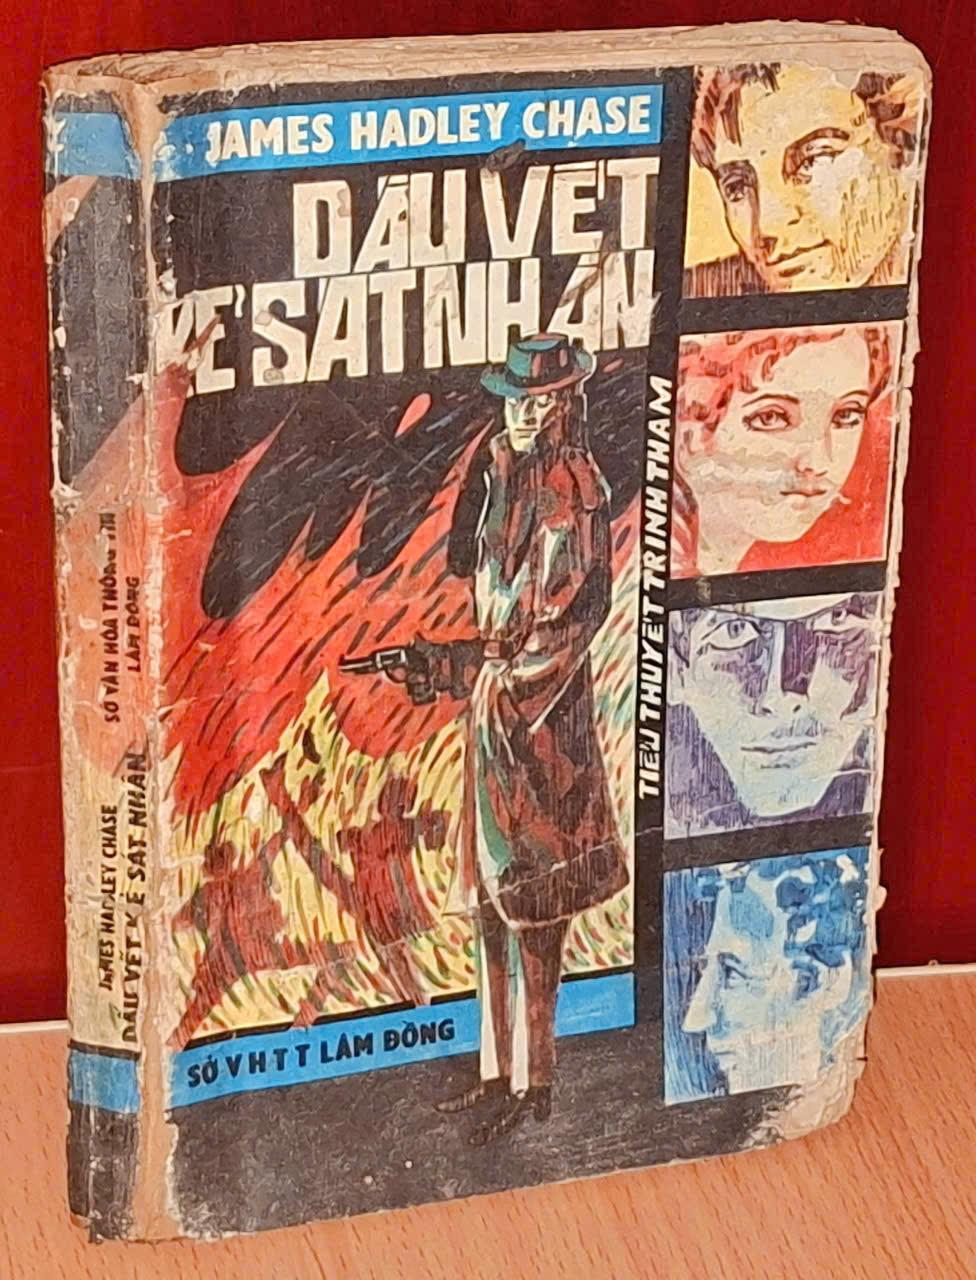 JAMES HADLEY CHASE
DẤU VẾT
KẺ SÁT NHÂN
TIỂU THUYẾT TRINH THÁM
SỞ VHTT LÂM ĐỒNG
JAMES HADLEY CHASE
DẤU VẾT KẺ SÁT NHÂN
SỞ VĂN HÓA THÔNG TIN
LÂM ĐỒNG